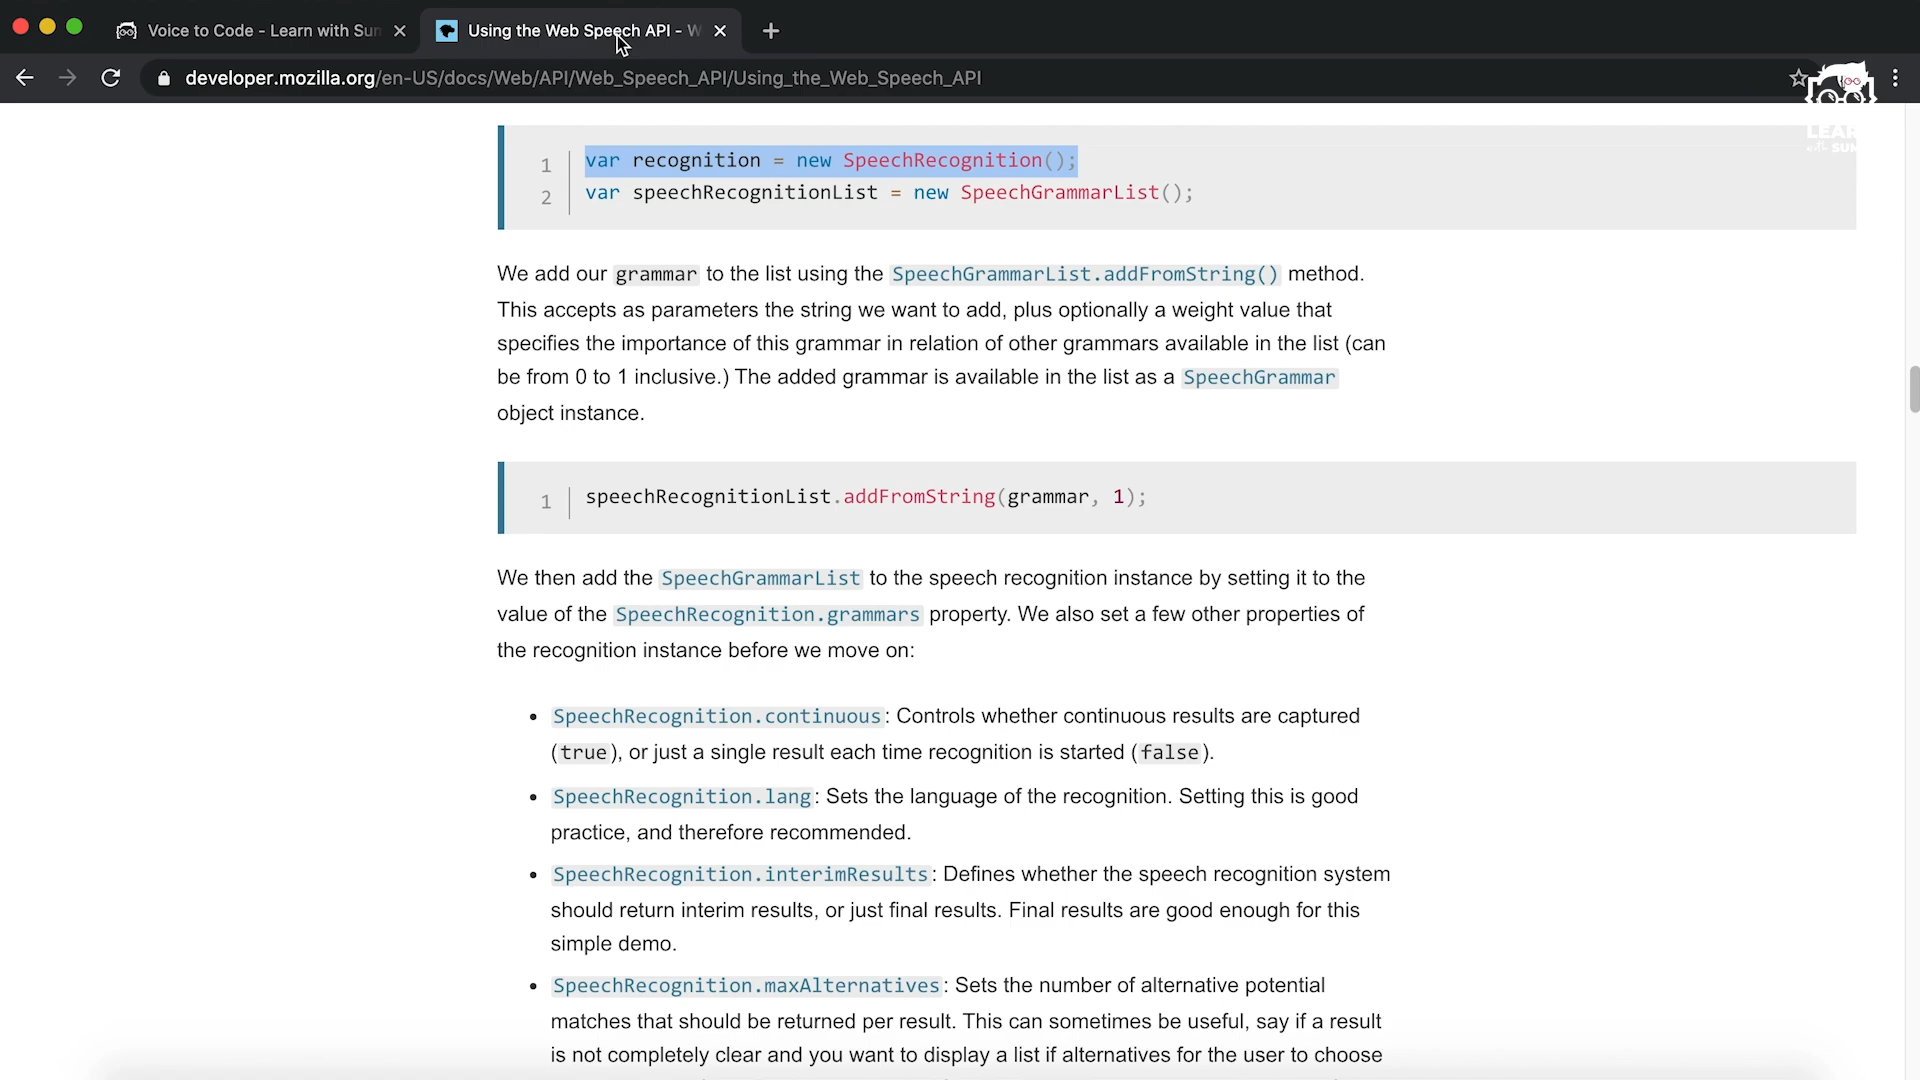 Voice to Code - Learn with Sum
Using the Web Speech API - W
developer.mozilla.org/en-US/docs/Web/API/Web_Speech_API/Using_the_Web_Speech_API
LEAR
with SUM
1 var recognition = new SpeechRecognition();
2 var speechRecognitionList = new SpeechGrammarList();
We add our grammar to the list using the SpeechGrammarList.addFromString() method.
This accepts as parameters the string we want to add, plus optionally a weight value that
specifies the importance of this grammar in relation of other grammars available in the list (can
be from 0 to 1 inclusive.) The added grammar is available in the list as a SpeechGrammar
object instance.
1 speechRecognitionList.addFromString(grammar, 1);
We then add the SpeechGrammarList to the speech recognition instance by setting it to the
value of the SpeechRecognition.grammars property. We also set a few other properties of
the recognition instance before we move on:
• SpeechRecognition.continuous: Controls whether continuous results are captured
(true), or just a single result each time recognition is started (false).
• SpeechRecognition.lang: Sets the language of the recognition. Setting this is good
practice, and therefore recommended.
• SpeechRecognition.interimResults: Defines whether the speech recognition system
should return interim results, or just final results. Final results are good enough for this
simple demo.
• SpeechRecognition.maxAlternatives: Sets the number of alternative potential
matches that should be returned per result. This can sometimes be useful, say if a result
is not completely clear and you want to display a list if alternatives for the user to choose